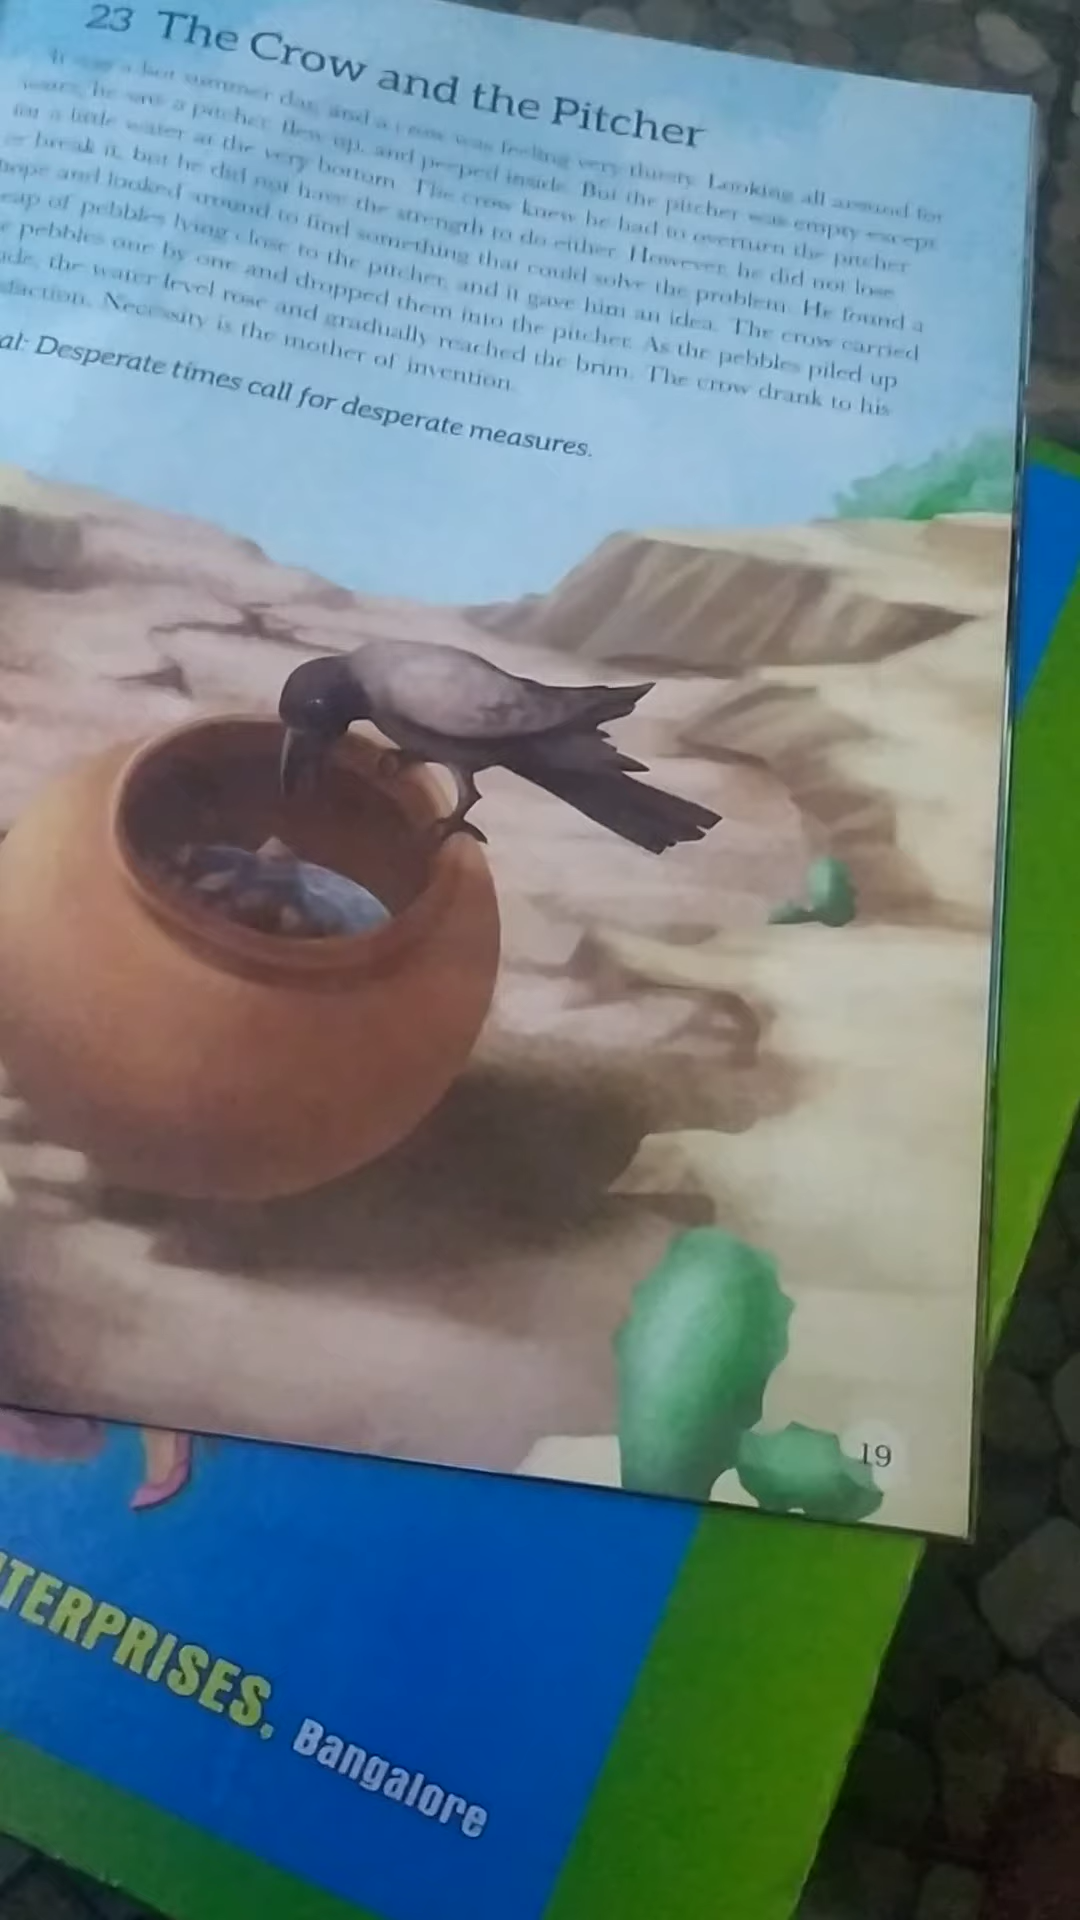 23 The Crow and the Pitcher
It was a hot summer day, and a crow was feeling very thirsty. Looking all around for
water, he saw a pitcher, flew up, and peeped inside. But the pitcher was empty except
for a little water at the very bottom. The crow knew he had to overturn the pitcher
or break it, but he did not have the strength to do either. However, he did not lose
hope and looked around to find something that could solve the problem. He found a
eap of pebbles lying close to the pitcher, and it gave him an idea. The crow carried
e pebbles one by one and dropped them into the pitcher. As the pebbles piled up
ide, the water level rose and gradually reached the brim. The crow drank to his
sfaction. Necessity is the mother of invention.
al: Desperate times call for desperate measures.
19
TERPRISES, Bangalore